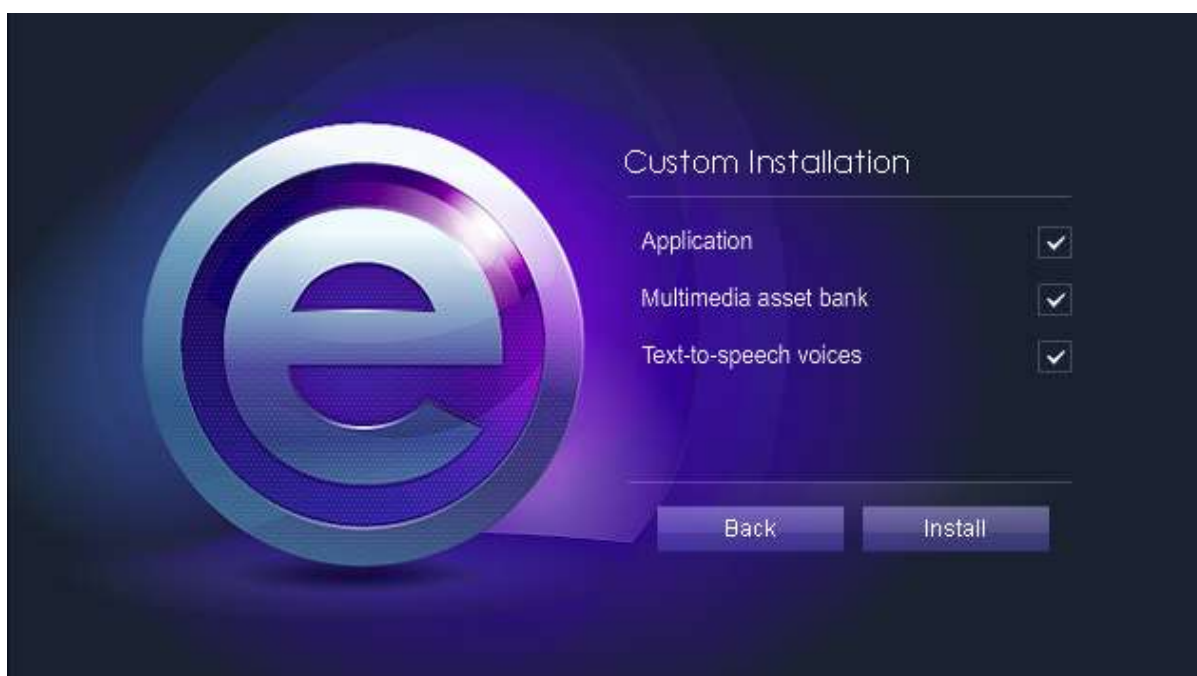 e
Custom Installation
Application
Multimedia asset bank
Text-to-speech voices
Back
Install